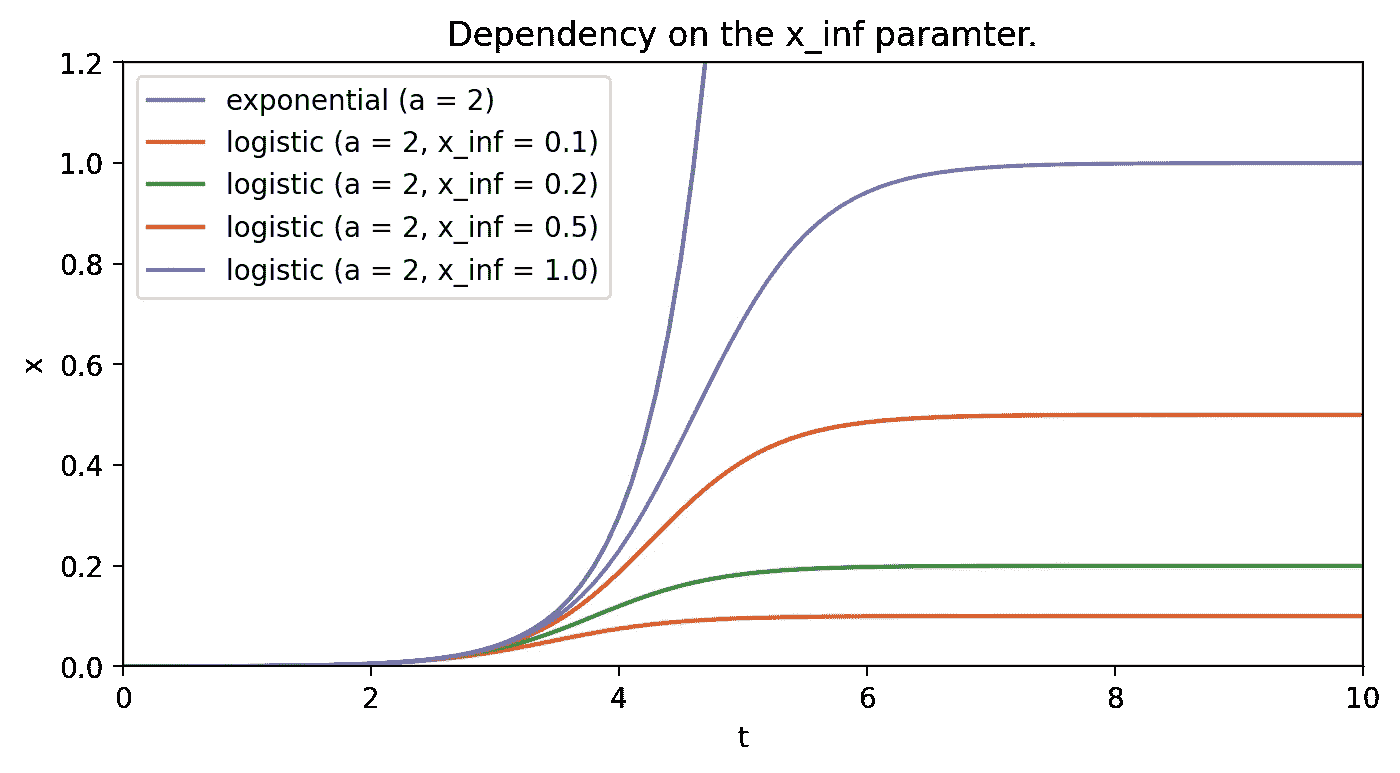 Dependency on the x_inf paramter.
1.2
1.0
0.8
0.6
0.4
0.2
0.0
x
exponential (a = 2)
logistic (a = 2, x_inf = 0.1)
logistic (a = 2, x_inf = 0.2)
logistic (a = 2, x_inf = 0.5)
logistic (a = 2, x_inf = 1.0)
0 2 4 6 8 10
t